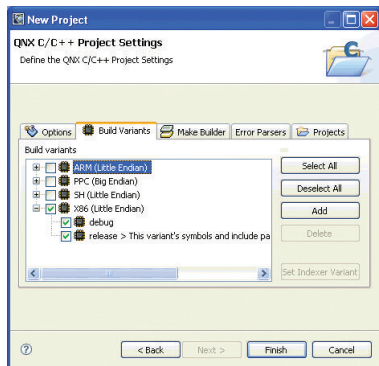 New Project
QNX C/C++ Project Settings
Define the QNX C/C++ Project Settings
Options Build Variants Make Builder Error Parsers Projects
Build variants
ARM (Little Endian)
PPC (Big Endian)
SH (Little Endian)
X86 (Little Endian)
debug
release > This variant's symbols and include pa
Select All
Deselect All
Add
Delete
Set Indexer Variant
< Back Next > Finish Cancel